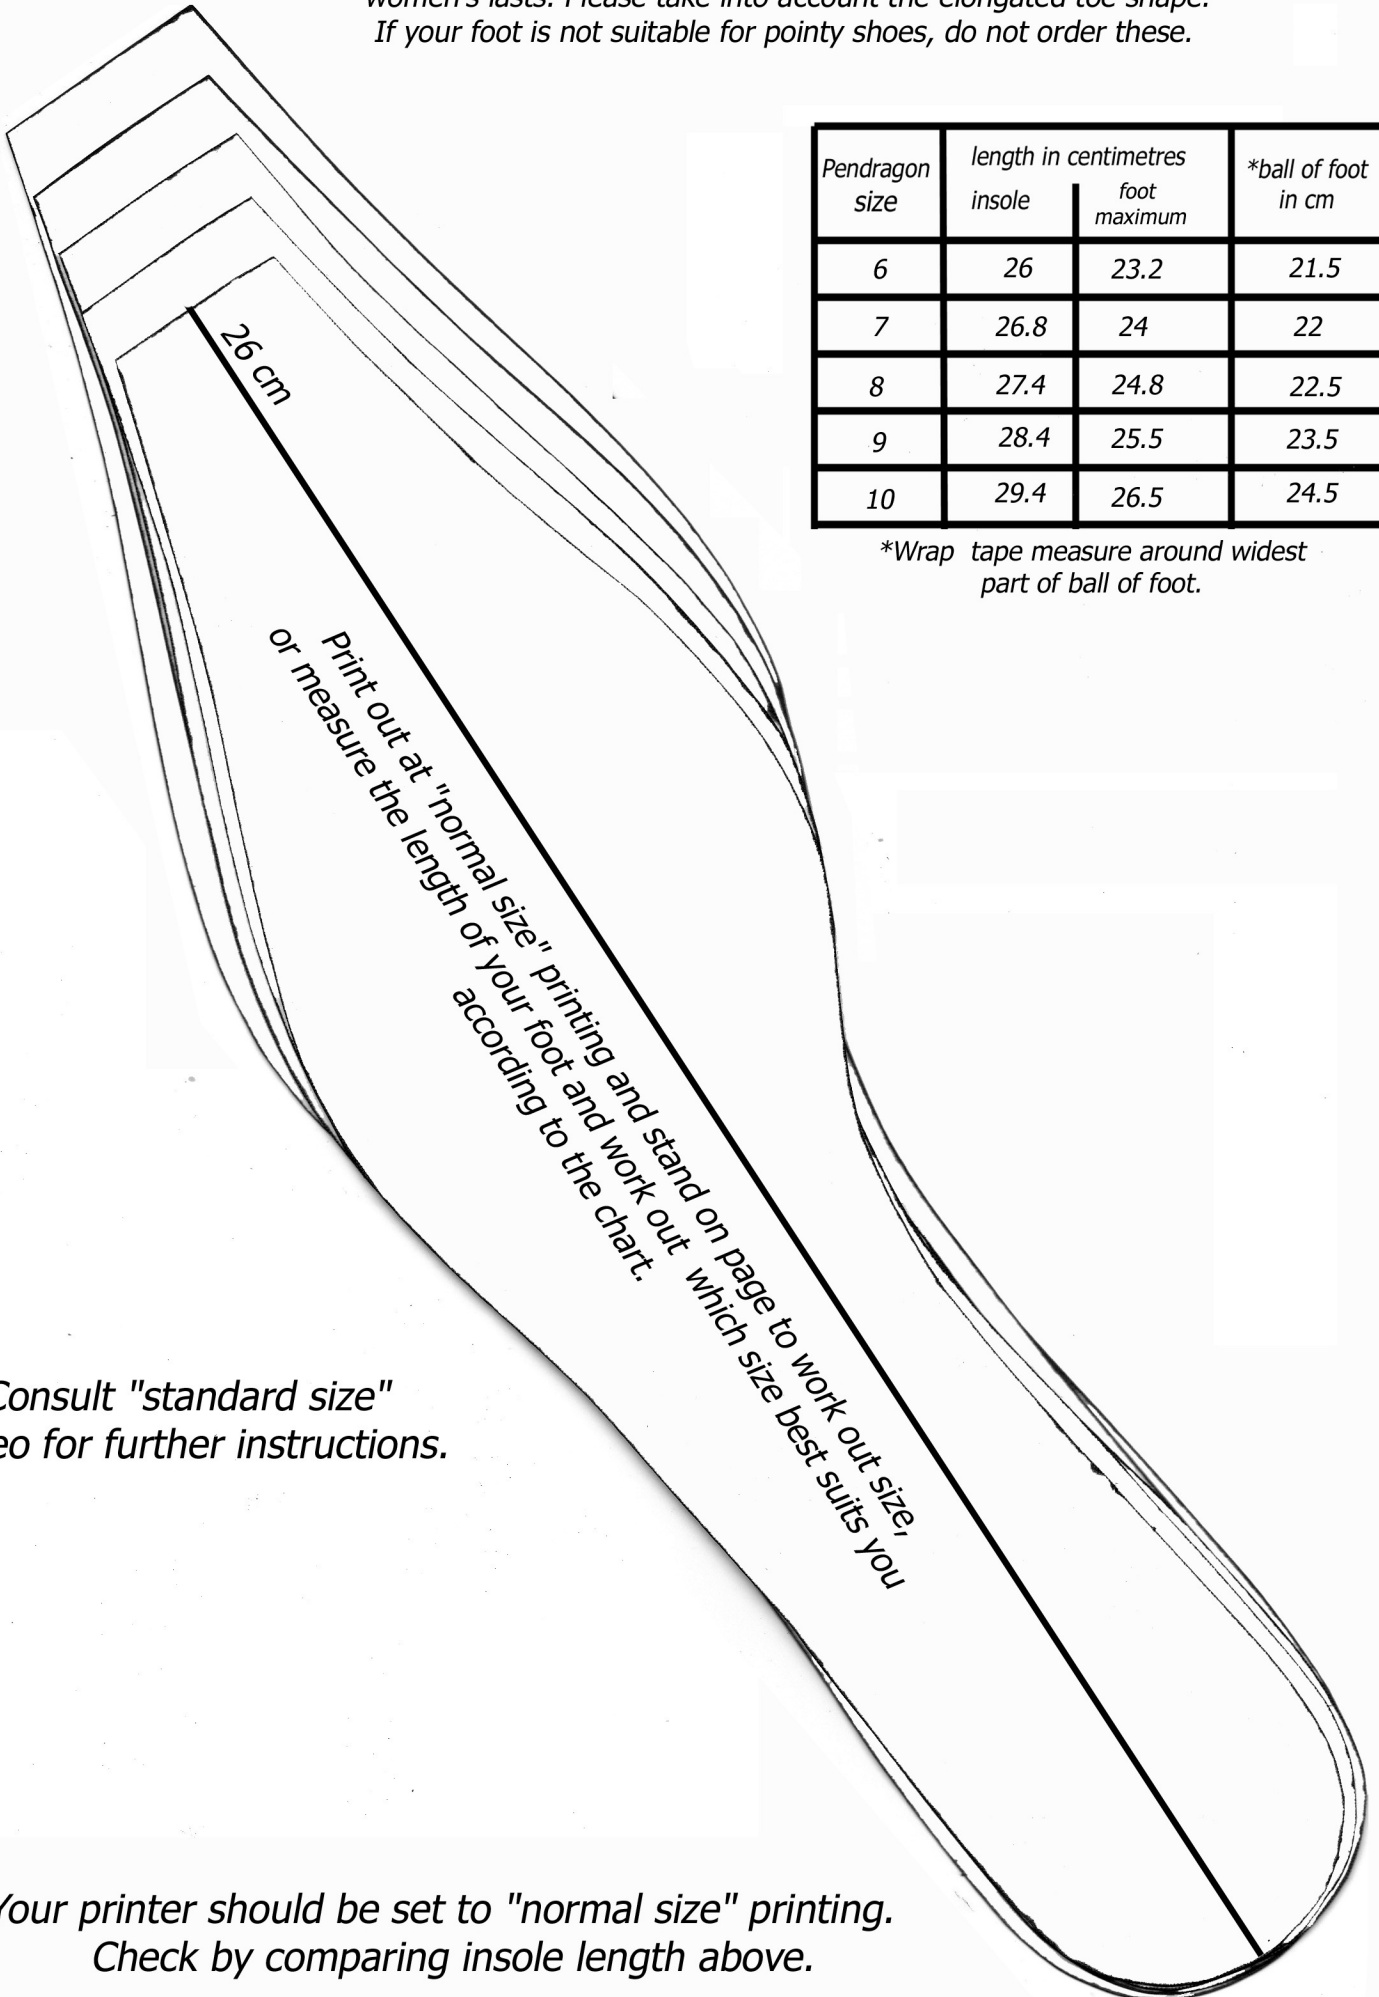 women's lasts. Please take into account the elongated toe shape.
If your foot is not suitable for pointy shoes, do not order these.
Pendragon size
length in centimetres
insole
foot maximum
*ball of foot in cm
6 26 23.2 21.5
7 26.8 24 22
8 27.4 24.8 22.5
9 28.4 25.5 23.5
10 29.4 26.5 24.5
*Wrap tape measure around widest
part of ball of foot.
26 cm
Print out at "normal size" printing and stand on page to work out size,
or measure the length of your foot and work out which size best suits you
according to the chart.
Consult "standard size"
eo for further instructions.
Your printer should be set to "normal size" printing.
Check by comparing insole length above.